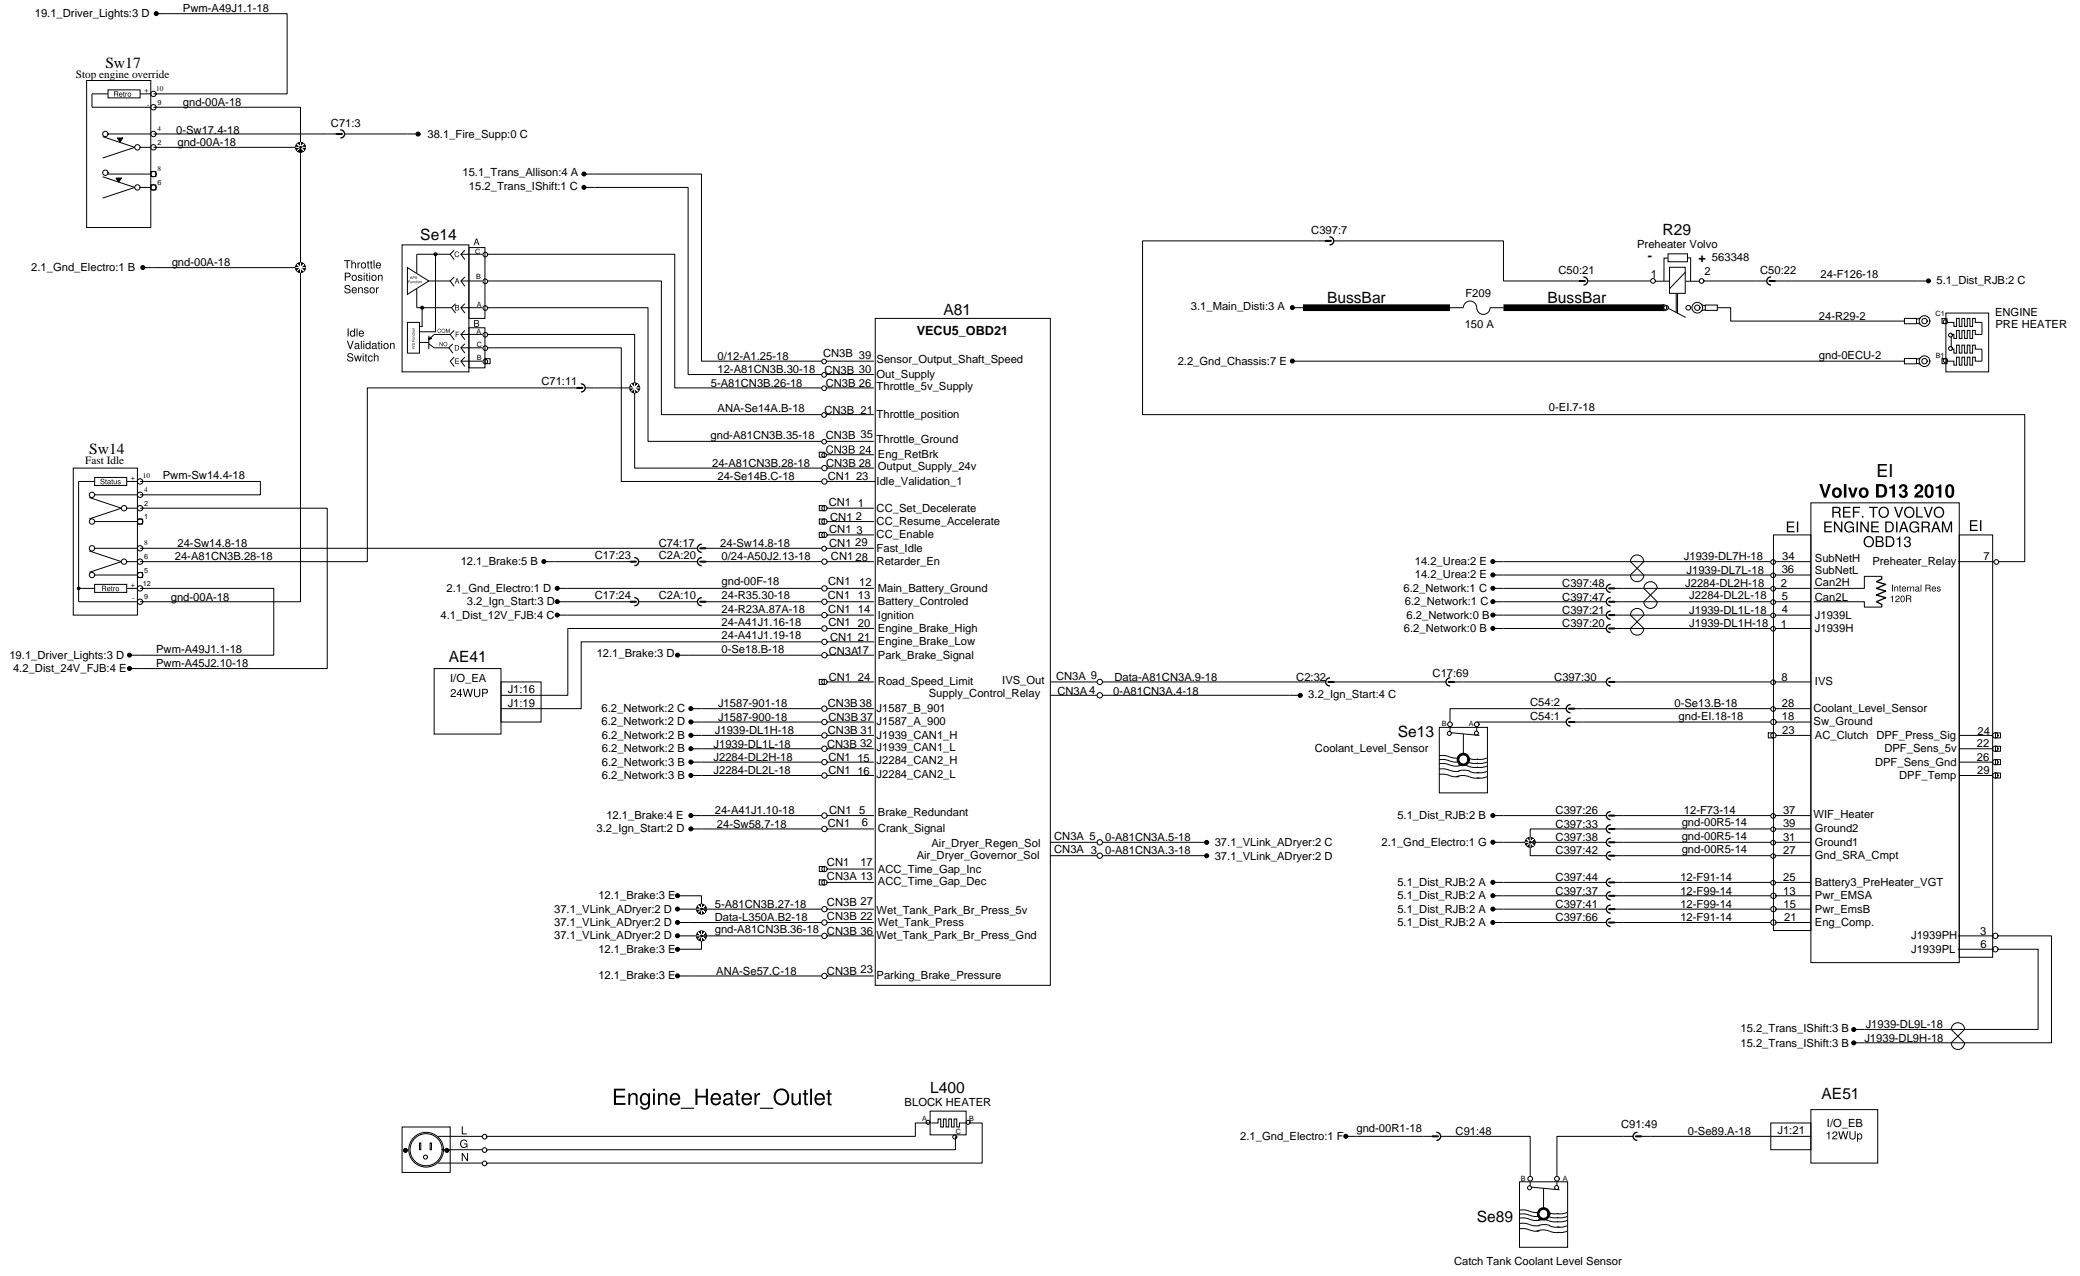 19.1_Driver_Lights:3 D
Pwm-A49J1.1-18
Sw17
Stop engine override
Retro + 10
- 9
gnd-00A-18
4
0-Sw17.4-18
C71:3
38.1_Fire_Supp:0 C
2
gnd-00A-18
8
6
2.1_Gnd_Electro:1 B
gnd-00A-18
15.1_Trans_Allison:4 A
15.2_Trans_IShift:1 C
Se14
Throttle
Position
Sensor
Idle
Validation
Switch
A
C C
A B
B A
B
COM F A
NO D C
E B
C71:11
Sw14
Fast Idle
Status + 10
Pwm-Sw14.4-18
4
2
1
8
24-Sw14.8-18
C74:17
24-Sw14.8-18
6
24-A81CN3B.28-18
5
Retro + 12
- 9
gnd-00A-18
19.1_Driver_Lights:3 D
Pwm-A49J1.1-18
4.2_Dist_24V_FJB:4 E
Pwm-A45J2.10-18
AE41
I/O_EA
24WUP
J1:16
J1:19
A81
VECU5_OBD21
0/12-A1.25-18 CN3B 39 Sensor_Output_Shaft_Speed
12-A81CN3B.30-18 CN3B 30 Out_Supply
5-A81CN3B.26-18 CN3B 26 Throttle_5v_Supply
ANA-Se14A.B-18 CN3B 21 Throttle_position
gnd-A81CN3B.35-18 CN3B 35 Throttle_Ground
CN3B 24 Eng_RetBrk
24-A81CN3B.28-18 CN3B 28 Output_Supply_24v
24-Se14B.C-18 CN1 23 Idle_Validation_1
CN1 1 CC_Set_Decelerate
CN1 2 CC_Resume_Accelerate
CN1 3 CC_Enable
CN1 29 Fast_Idle
12.1_Brake:5 B C17:23 C2A:20 0/24-A50J2.13-18 CN1 28 Retarder_En
2.1_Gnd_Electro:1 D gnd-00F-18 CN1 12 Main_Battery_Ground
3.2_Ign_Start:3 D C17:24 C2A:10 24-R35.30-18 CN1 13 Battery_Controled
4.1_Dist_12V_FJB:4 C 24-R23A.87A-18 CN1 14 Ignition
24-A41J1.16-18 CN1 20 Engine_Brake_High
24-A41J1.19-18 CN1 21 Engine_Brake_Low
12.1_Brake:3 D 0-Se18.B-18 CN3A 17 Park_Brake_Signal
CN1 24 Road_Speed_Limit
6.2_Network:2 C J1587-901-18 CN3B 38 J1587_B_901
6.2_Network:2 D J1587-900-18 CN3B 37 J1587_A_900
6.2_Network:2 B J1939-DL1H-18 CN3B 31 J1939_CAN1_H
6.2_Network:2 B J1939-DL1L-18 CN3B 32 J1939_CAN1_L
6.2_Network:3 B J2284-DL2H-18 CN1 15 J2284_CAN2_H
6.2_Network:3 B J2284-DL2L-18 CN1 16 J2284_CAN2_L
12.1_Brake:4 E 24-A41J1.10-18 CN1 5 Brake_Redundant
3.2_Ign_Start:2 D 24-Sw58.7-18 CN1 6 Crank_Signal
CN1 17 ACC_Time_Gap_Inc
CN3A 13 ACC_Time_Gap_Dec
12.1_Brake:3 E
37.1_VLink_ADryer:2 D 5-A81CN3B.27-18 CN3B 27 Wet_Tank_Park_Br_Press_5v
37.1_VLink_ADryer:2 D Data-L350A.B2-18 CN3B 22 Wet_Tank_Press
37.1_VLink_ADryer:2 D gnd-A81CN3B.36-18 CN3B 36 Wet_Tank_Park_Br_Press_Gnd
12.1_Brake:3 E
12.1_Brake:3 E ANA-Se57.C-18 CN3B 23 Parking_Brake_Pressure
IVS_Out CN3A 9 Data-A81CN3A.9-18 C2:32 C17:69 C397:30 8 IVS
Supply_Control_Relay CN3A 4 0-A81CN3A.4-18 3.2_Ign_Start:4 C
Air_Dryer_Regen_Sol CN3A 5 0-A81CN3A.5-18 37.1_VLink_ADryer:2 C
Air_Dryer_Governor_Sol CN3A 3 0-A81CN3A.3-18 37.1_VLink_ADryer:2 D
C397:7
R29
Preheater Volvo
- + 563348
C50:21 1 2 C50:22 24-F126-18 5.1_Dist_RJB:2 C
3.1_Main_Disti:3 A BussBar F209 BussBar
150 A
24-R29-2
C1
ENGINE
PRE HEATER
2.2_Gnd_Chassis:7 E gnd-0ECU-2 B1
0-EI.7-18
EI
Volvo D13 2010
REF. TO VOLVO
ENGINE DIAGRAM
OBD13
EI
EI
14.2_Urea:2 E J1939-DL7H-18 34 SubNetH
Preheater_Relay 7
14.2_Urea:2 E J1939-DL7L-18 36 SubNetL
6.2_Network:1 C C397:48 J2284-DL2H-18 2 Can2H
Internal Res
120R
6.2_Network:1 C C397:47 J2284-DL2L-18 5 Can2L
6.2_Network:0 B C397:21 J1939-DL1L-18 4 J1939L
6.2_Network:0 B C397:20 J1939-DL1H-18 1 J1939H
Se13
Coolant_Level_Sensor
B A
C54:2 0-Se13.B-18 28 Coolant_Level_Sensor
C54:1 gnd-EI.18-18 18 Sw_Ground
23 AC_Clutch
DPF_Press_Sig 24
DPF_Sens_5v 22
DPF_Sens_Gnd 26
DPF_Temp 29
5.1_Dist_RJB:2 B C397:26 12-F73-14 37 WIF_Heater
C397:33 gnd-00R5-14 39 Ground2
2.1_Gnd_Electro:1 G C397:38 gnd-00R5-14 31 Ground1
C397:42 gnd-00R5-14 27 Gnd_SRA_Cmpt
5.1_Dist_RJB:2 A C397:44 12-F91-14 25 Battery3_PreHeater_VGT
5.1_Dist_RJB:2 A C397:37 12-F99-14 13 Pwr_EMSA
5.1_Dist_RJB:2 A C397:41 12-F99-14 15 Pwr_EmsB
5.1_Dist_RJB:2 A C397:66 12-F91-14 21 Eng_Comp.
J1939PH 3
J1939PL 6
15.2_Trans_IShift:3 B J1939-DL9L-18
15.2_Trans_IShift:3 B J1939-DL9H-18
Engine_Heater_Outlet
L
G
N
L400
BLOCK HEATER
A B
C
2.1_Gnd_Electro:1 F gnd-00R1-18 C91:48
C91:49 0-Se89.A-18 J1:21
AE51
I/O_EB
12WUp
B A
Se89
Catch Tank Coolant Level Sensor